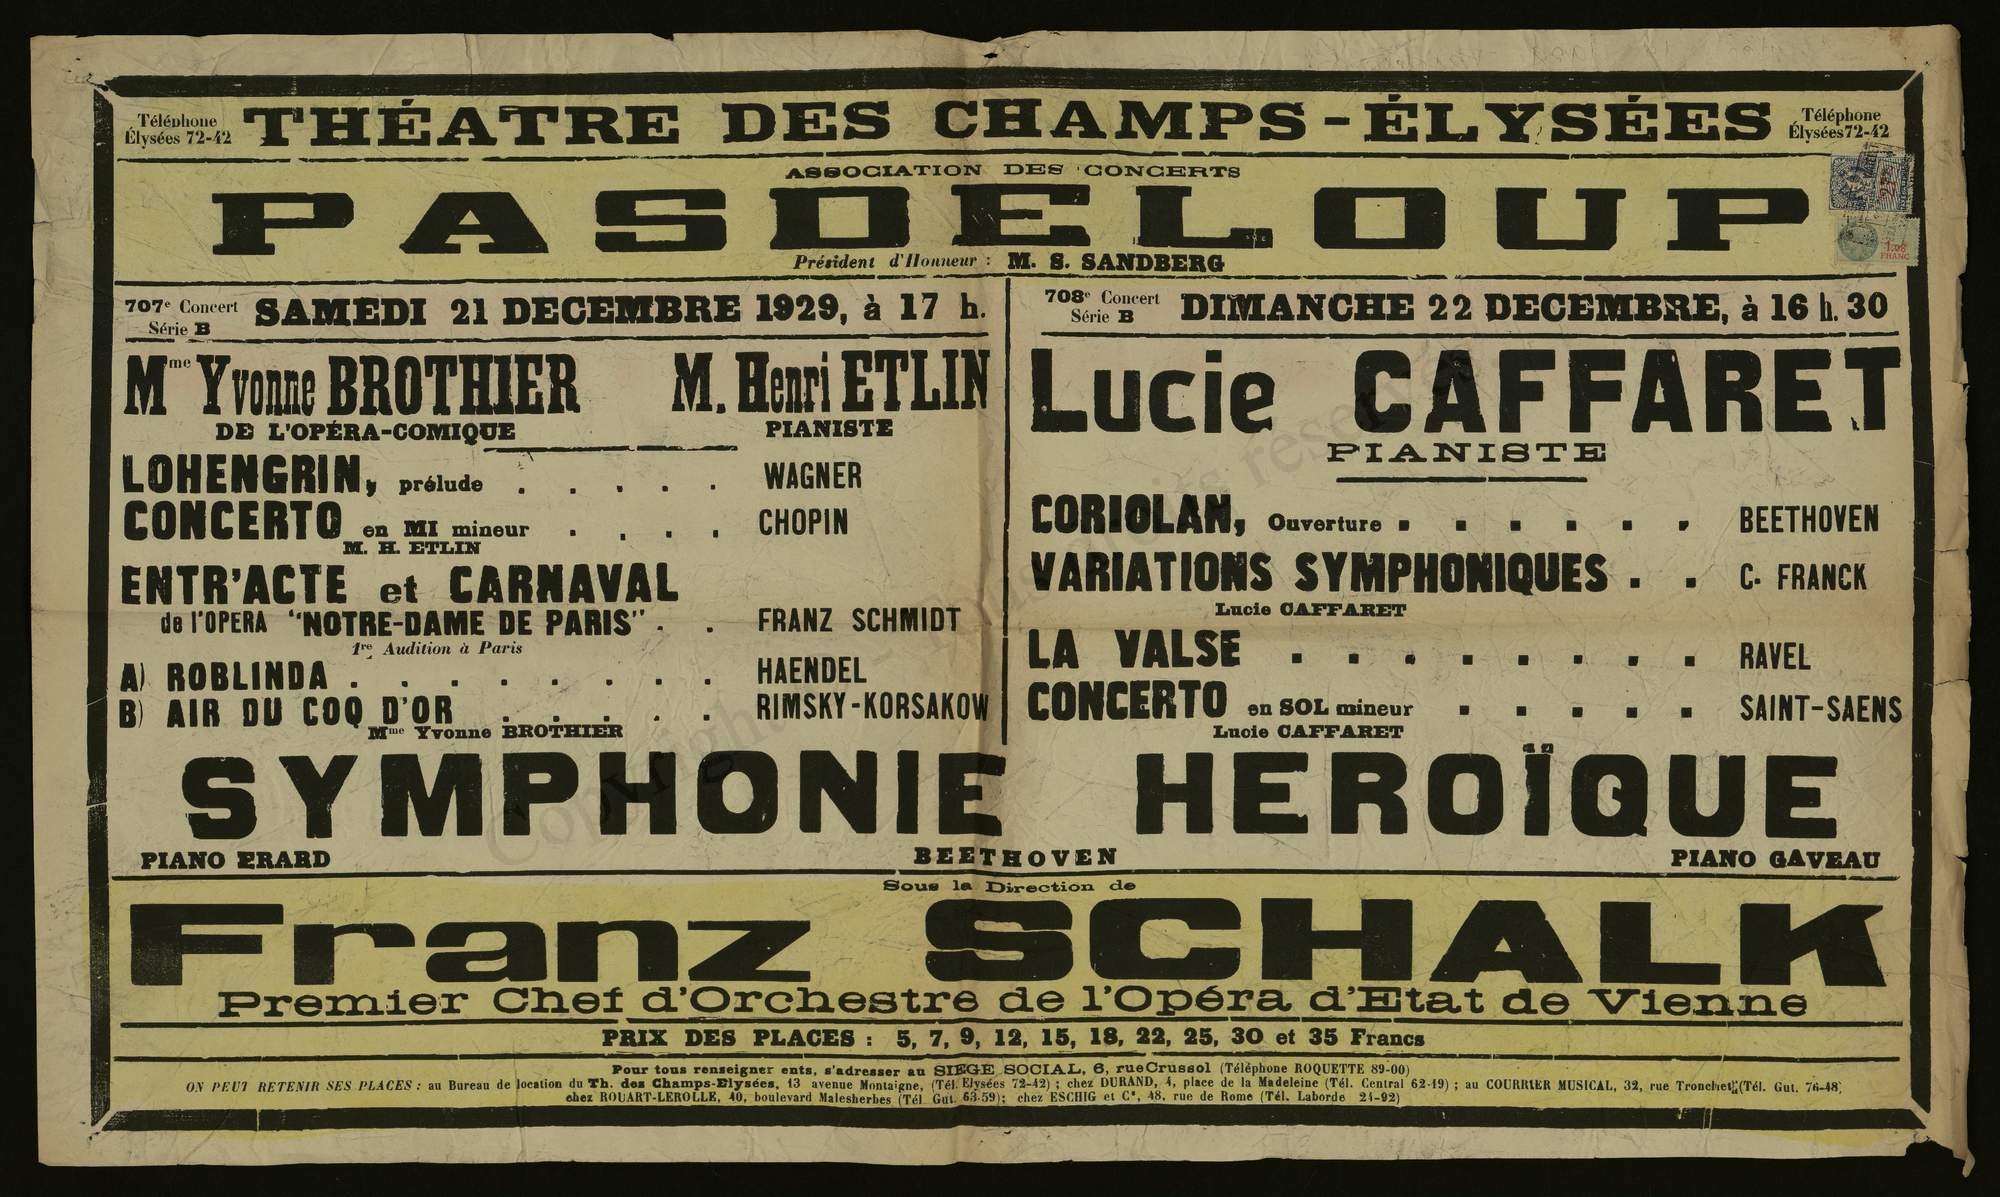 Téléphone
Élysées 72-42
THÉATRE DES CHAMPS-ÉLYSÉES
Téléphone
Élysées 72-42
ASSOCIATION DES CONCERTS
PASDELOUP
Président d'Honneur : M. S. SANDBERG
707e Concert
Série B
SAMEDI 21 DECEMBRE 1929, à 17 h.
Mme Yvonne BROTHIER
DE L'OPÉRA-COMIQUE
M. Henri ETLIN
PIANISTE
LOHENGRIN, prélude . . . . . WAGNER
CONCERTO en MI mineur . . . . CHOPIN
M. H. ETLIN
ENTR'ACTE et CARNAVAL
de l'OPERA "NOTRE-DAME DE PARIS" . . FRANZ SCHMIDT
1re Audition à Paris
A) ROBLINDA . . . . . . . . HAENDEL
B) AIR DU COQ D'OR . . . . . RIMSKY-KORSAKOW
Mme Yvonne BROTHIER
708e Concert
Série B
DIMANCHE 22 DECEMBRE, à 16 h. 30
Lucie CAFFARET
PIANISTE
CORIOLAN, Ouverture . . . . . . BEETHOVEN
VARIATIONS SYMPHONIQUES . . C. FRANCK
Lucie CAFFARET
LA VALSE . . . . . . . . RAVEL
CONCERTO en SOL mineur . . . . . SAINT-SAENS
Lucie CAFFARET
SYMPHONIE HEROÏQUE
PIANO ERARD BEETHOVEN PIANO GAVEAU
Sous la Direction de
Franz SCHALK
Premier Chef d'Orchestre de l'Opéra d'Etat de Vienne
PRIX DES PLACES : 5, 7, 9, 12, 15, 18, 22, 25, 30 et 35 Francs
Pour tous renseigner ents, s'adresser au SIEGE SOCIAL, 6, rue Crussol (Téléphone ROQUETTE 89-00)
ON PEUT RETENIR SES PLACES : au Bureau de location du Th. des Champs-Elysées, 13 avenue Montaigne, (Tél. Elysées 72-42) ; chez DURAND, 4, place de la Madeleine (Tél. Central 62-19) ; au COURRIER MUSICAL, 32, rue Tronchet (Tél. Gut. 76-48)
chez ROUART-LEROLLE, 40, boulevard Malesherbes (Tél Gut. 63-59); chez ESCHIG et Ce, 48, rue de Rome (Tél. Laborde 24-92)